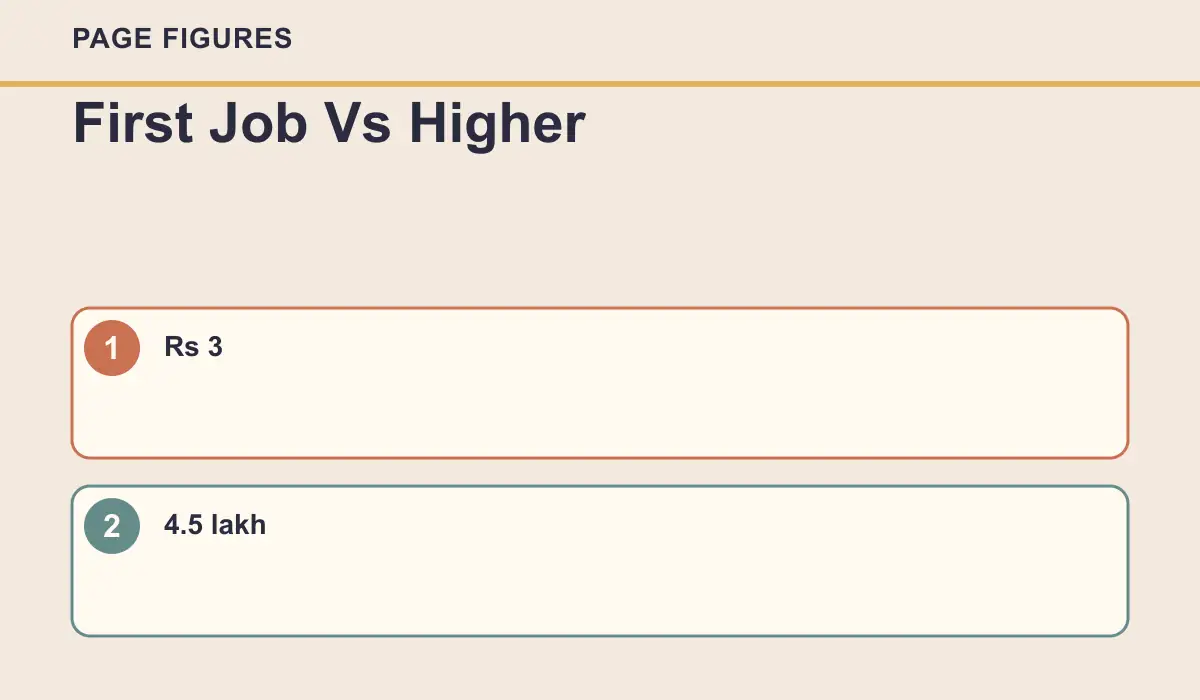 PAGE FIGURES
First Job Vs Higher
1
Rs 3
2
4.5 lakh